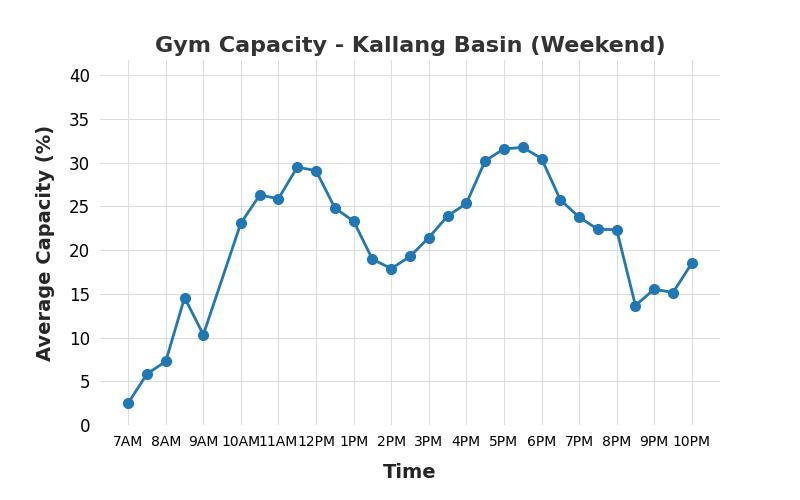 Gym Capacity - Kallang Basin (Weekend)
Average Capacity (%)
40
35
30
25
20
15
10
5
0
7AM 8AM 9AM 10AM 11AM 12PM 1PM 2PM 3PM 4PM 5PM 6PM 7PM 8PM 9PM 10PM
Time